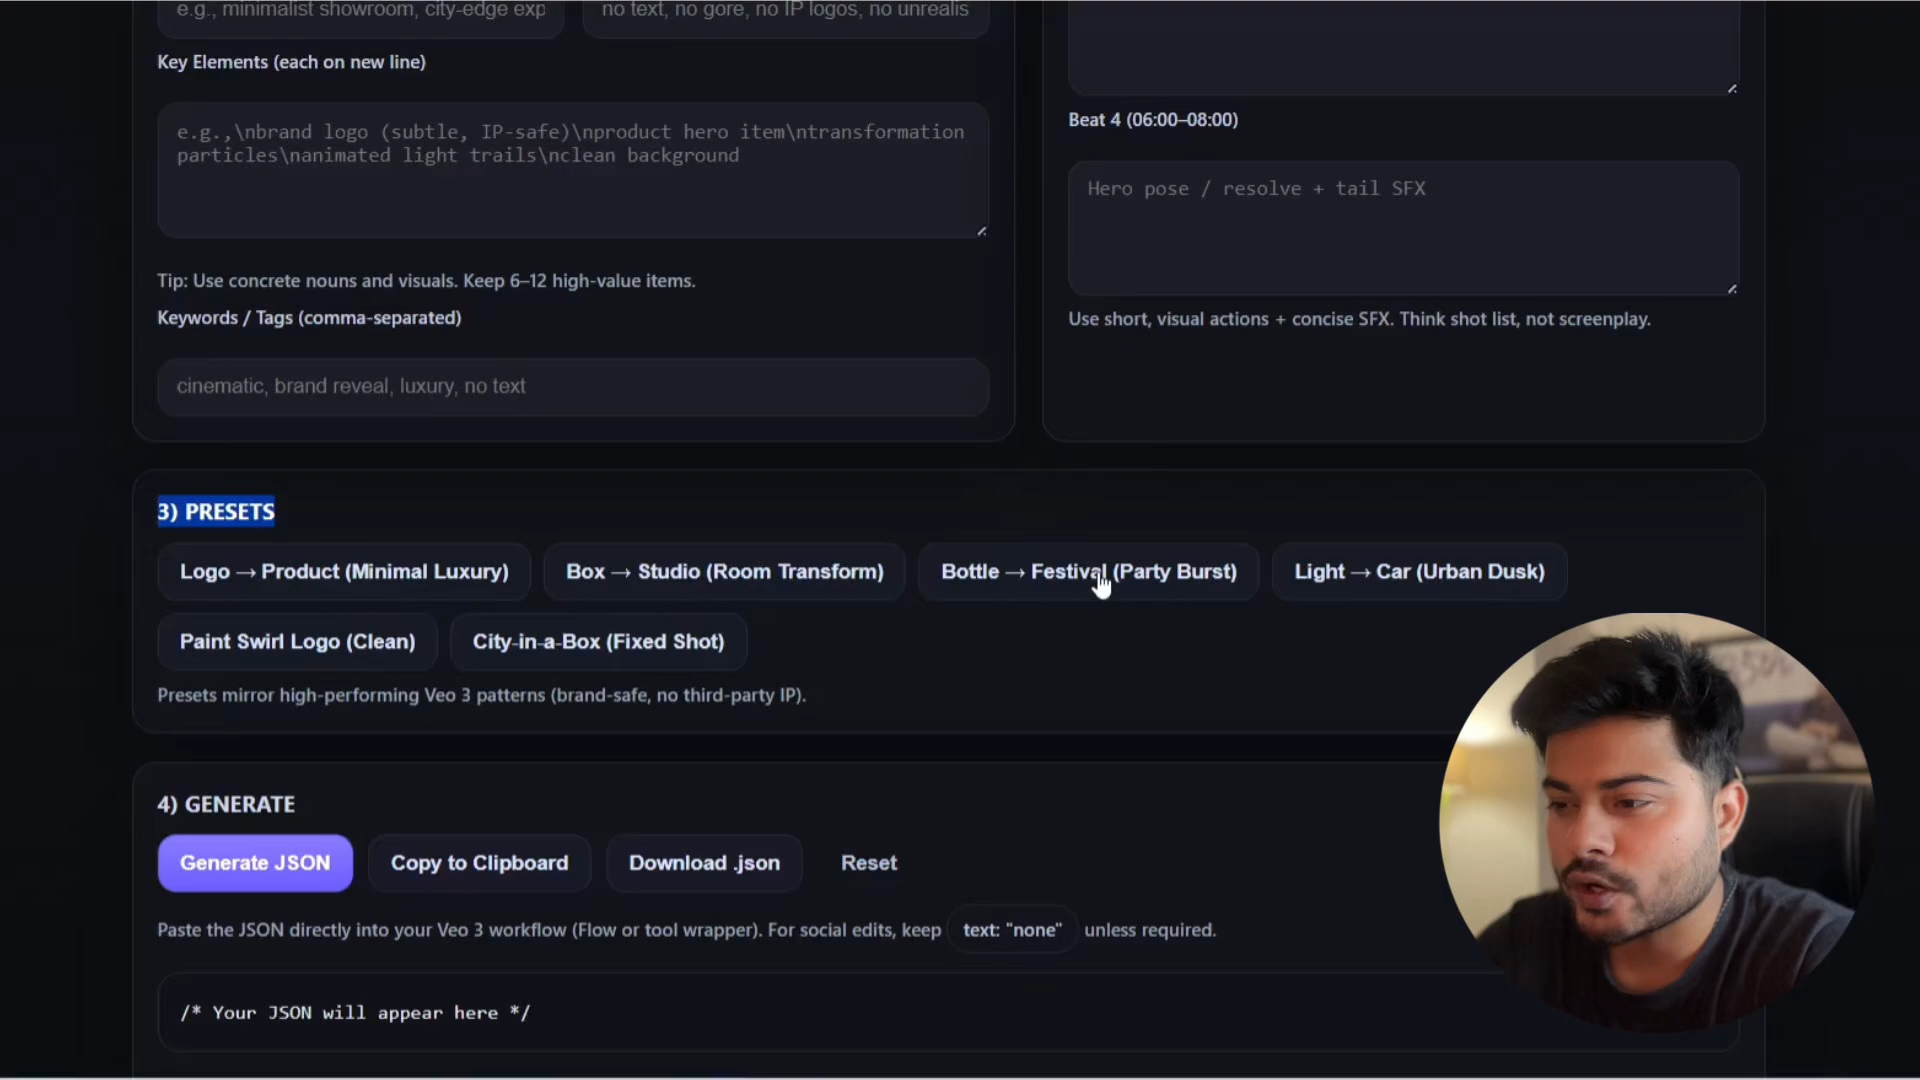 e.g., minimalist showroom, city-edge exp
no text, no gore, no IP logos, no unrealis
Key Elements (each on new line)
e.g.,\nbrand logo (subtle, IP-safe)\nproduct hero item\ntransformation
particles\nanimated light trails\nclean background
Tip: Use concrete nouns and visuals. Keep 6–12 high-value items.
Keywords / Tags (comma-separated)
cinematic, brand reveal, luxury, no text
Beat 4 (06:00–08:00)
Hero pose / resolve + tail SFX
Use short, visual actions + concise SFX. Think shot list, not screenplay.
3) PRESETS
Logo → Product (Minimal Luxury)
Box → Studio (Room Transform)
Bottle → Festival (Party Burst)
Light → Car (Urban Dusk)
Paint Swirl Logo (Clean)
City-in-a-Box (Fixed Shot)
Presets mirror high-performing Veo 3 patterns (brand-safe, no third-party IP).
4) GENERATE
Generate JSON
Copy to Clipboard
Download .json
Reset
Paste the JSON directly into your Veo 3 workflow (Flow or tool wrapper). For social edits, keep text: "none" unless required.
/* Your JSON will appear here */